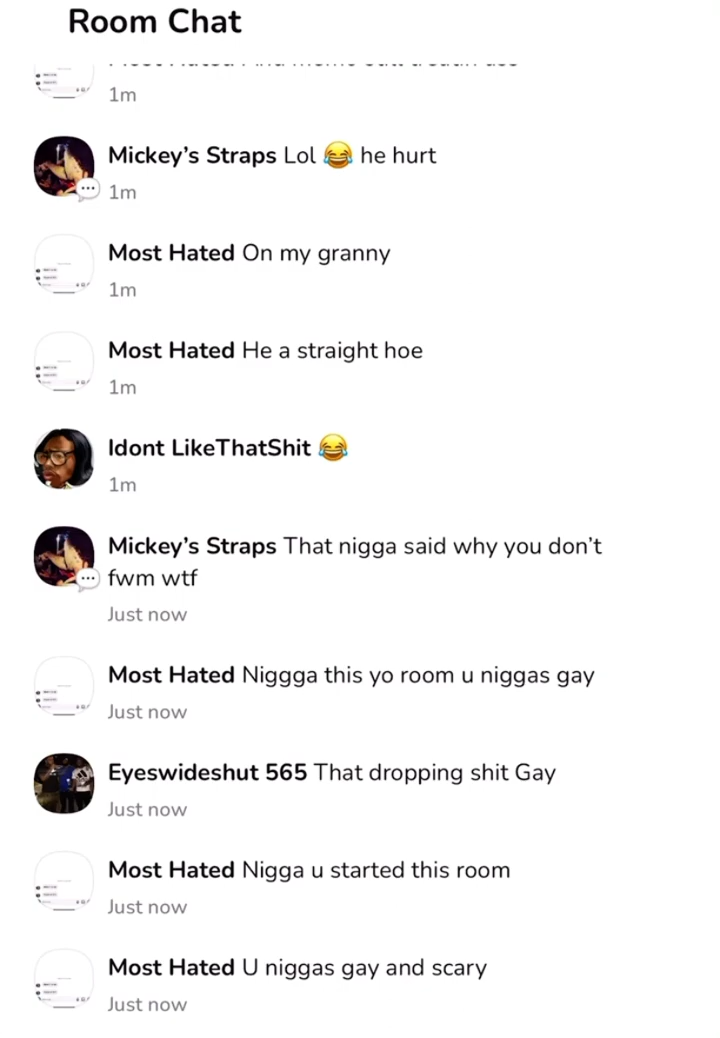 Room Chat
1m
Mickey’s Straps Lol 😂 he hurt
1m
Most Hated On my granny
1m
Most Hated He a straight hoe
1m
Idont LikeThatShit 😂
1m
Mickey’s Straps That nigga said why you don’t
fwm wtf
Just now
Most Hated Niggga this yo room u niggas gay
Just now
Eyeswideshut 565 That dropping shit Gay
Just now
Most Hated Nigga u started this room
Just now
Most Hated U niggas gay and scary
Just now